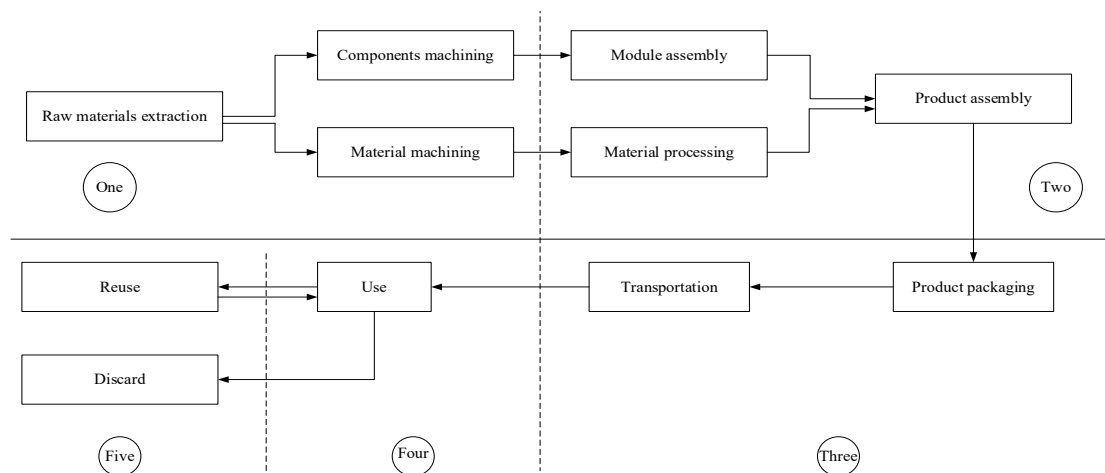 Components machining
Module assembly
Raw materials extraction
Product assembly
Material machining
Material processing
One
Two
Reuse
Use
Transportation
Product packaging
Discard
Five
Four
Three